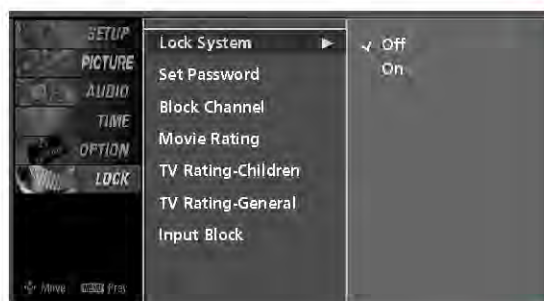 SETUP
PICTURE
AUDIO
TIME
OPTION
LOCK
Move MENU Prev.
Lock System ►
Set Password
Block Channel
Movie Rating
TV Rating-Children
TV Rating-General
Input Block
✓ Off
On